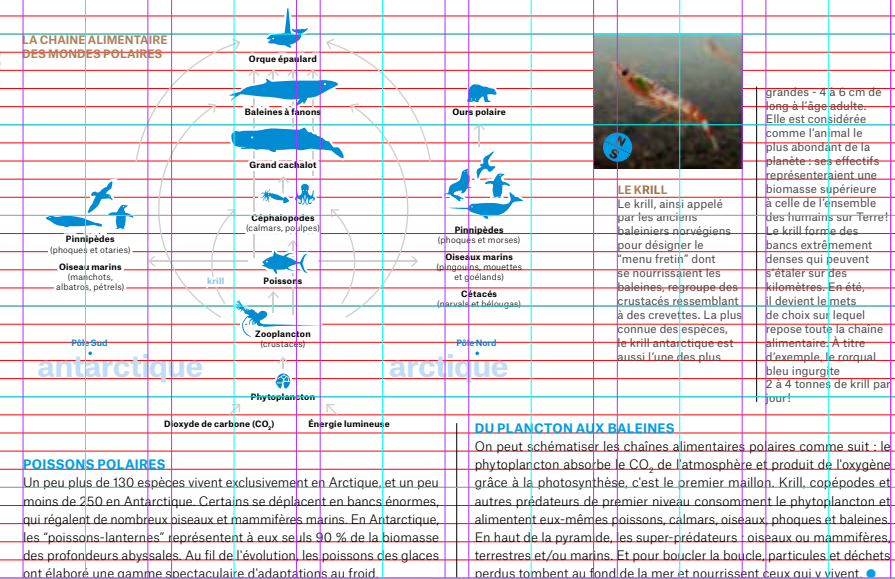 LA CHAINE ALIMENTAIRE
DES MONDES POLAIRES
Orque épaulard
Baleines à fanons
Grand cachalot
Céphalopodes
(calmars, poulpes)
Poissons
krill
Zooplancton
(crustacés)
Phytoplancton
Dioxyde de carbone (CO₂)
Énergie lumineuse
Pinnipèdes
(phoques et otaries)
Oiseau marins
(manchots,
albatros, pétrels)
Pôle Sud
antarctique
Ours polaire
Pinnipèdes
(phoques et morses)
Oiseaux marins
(pingouins, mouettes
et goélands)
Cétacés
(narvals et bélougas)
Pôle Nord
arctique
N
S
LE KRILL
Le krill, ainsi appelé
par les anciens
baleiniers norvégiens
pour désigner le
“menu fretin” dont
se nourrissaient les
baleines, regroupe des
crustacés ressemblant
à des crevettes. La plus
connue des espèces,
le krill antarctique est
aussi l’une des plus
grandes - 4 à 6 cm de
long à l’âge adulte.
Elle est considérée
comme l’animal le
plus abondant de la
planète : ses effectifs
représenteraient une
biomasse supérieure
à celle de l’ensemble
des humains sur Terre!
Le krill forme des
bancs extrêmement
denses qui peuvent
s’étaler sur des
kilomètres. En été,
il devient le mets
de choix sur lequel
repose toute la chaîne
alimentaire. À titre
d’exemple, le rorqual
bleu ingurgite
2 à 4 tonnes de krill par
jour!
POISSONS POLAIRES
Un peu plus de 130 espèces vivent exclusivement en Arctique, et un peu
moins de 250 en Antarctique. Certains se déplacent en bancs énormes,
qui régalent de nombreux oiseaux et mammifères marins. En Antarctique,
les “poissons-lanternes” représentent à eux seuls 90 % de la biomasse
des profondeurs abyssales. Au fil de l’évolution, les poissons des glaces
ont élaboré une gamme spectaculaire d’adaptations au froid.
DU PLANCTON AUX BALEINES
On peut schématiser les chaînes alimentaires polaires comme suit : le
phytoplancton absorbe le CO₂ de l’atmosphère et produit de l’oxygène
grâce à la photosynthèse, c’est le premier maillon. Krill, copépodes et
autres prédateurs de premier niveau consomment le phytoplancton et
alimentent eux-mêmes poissons, calmars, oiseaux, phoques et baleines.
En haut de la pyramide, les super-prédateurs : oiseaux ou mammifères,
terrestres et/ou marins. Et pour boucler la boucle, particules et déchets
perdus tombent au fond de la mer et nourrissent ceux qui y vivent.